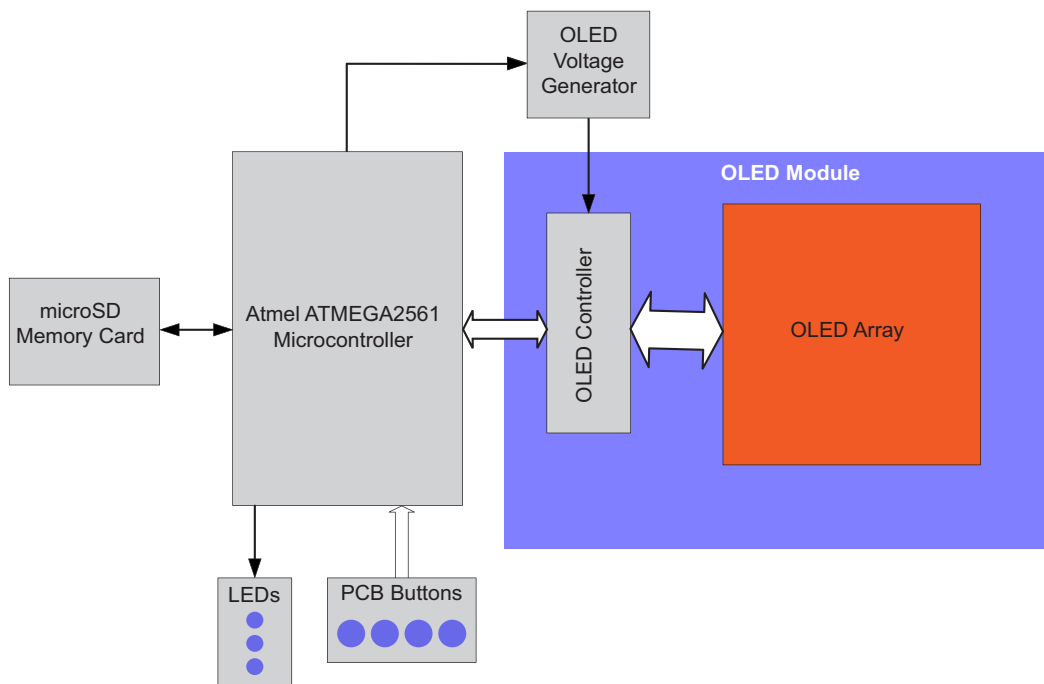 OLED
Voltage
Generator
OLED Module
microSD
Memory Card
Atmel ATMEGA2561
Microcontroller
OLED Controller
OLED Array
LEDs
PCB Buttons